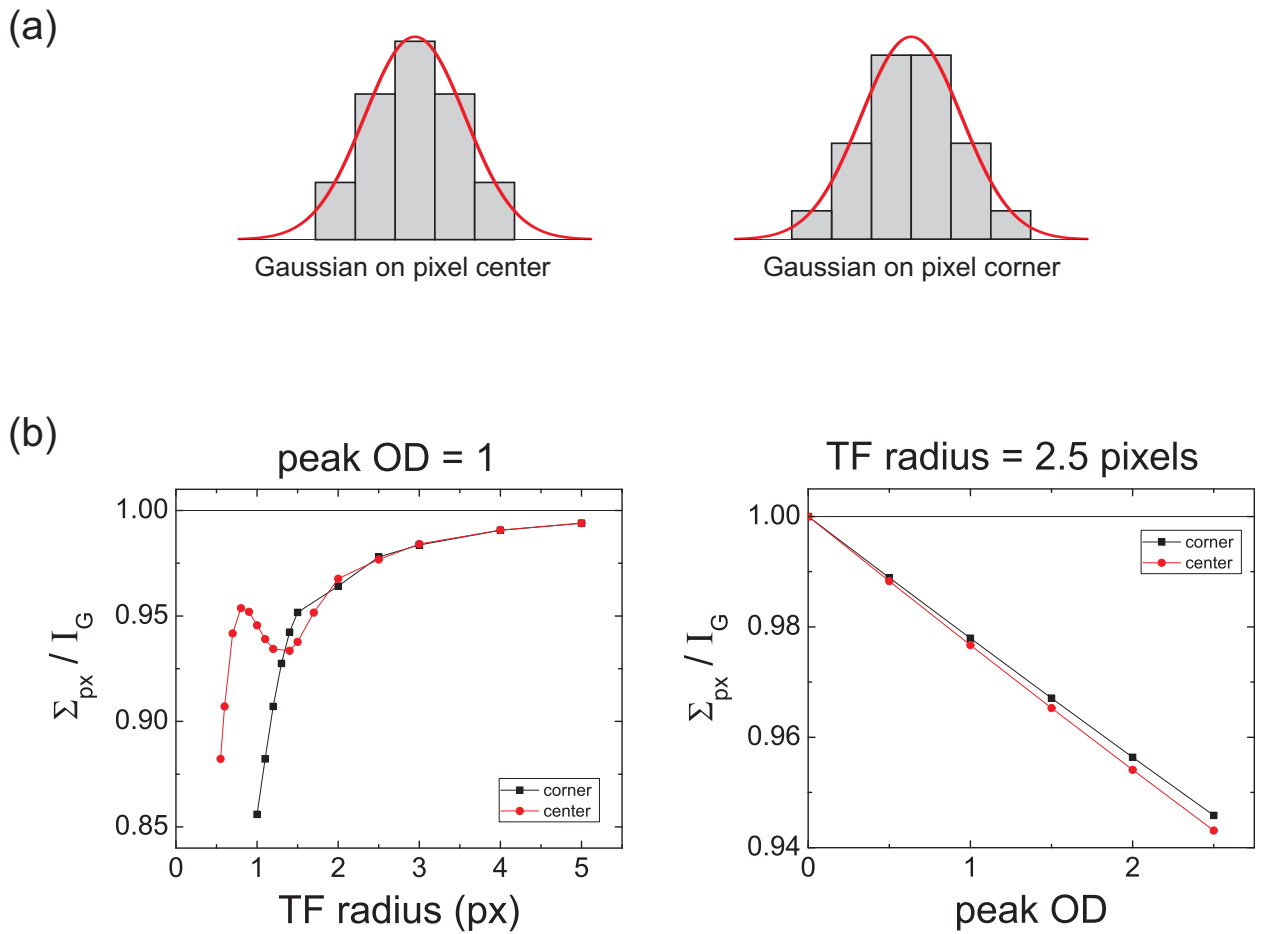 (a)
Gaussian on pixel center
Gaussian on pixel corner
(b)
peak OD = 1
1.00
0.95
0.90
0.85
Σpx / IG
corner
center
0 1 2 3 4 5
TF radius (px)
TF radius = 2.5 pixels
1.00
0.98
0.96
0.94
Σpx / IG
corner
center
0 1 2
peak OD